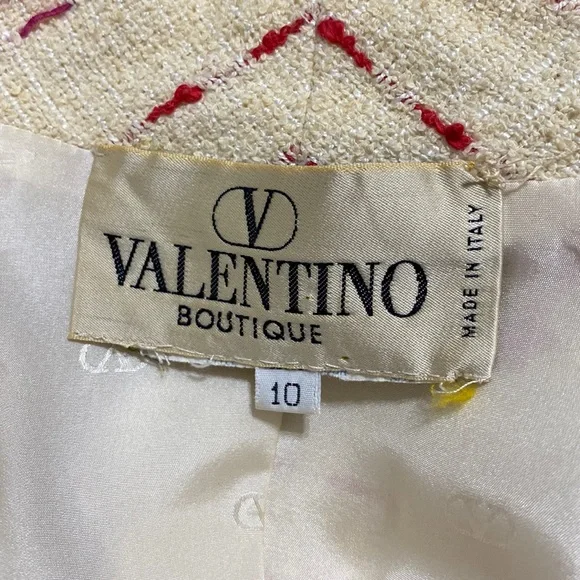 V
VALENTINO
BOUTIQUE
MADE IN ITALY
10